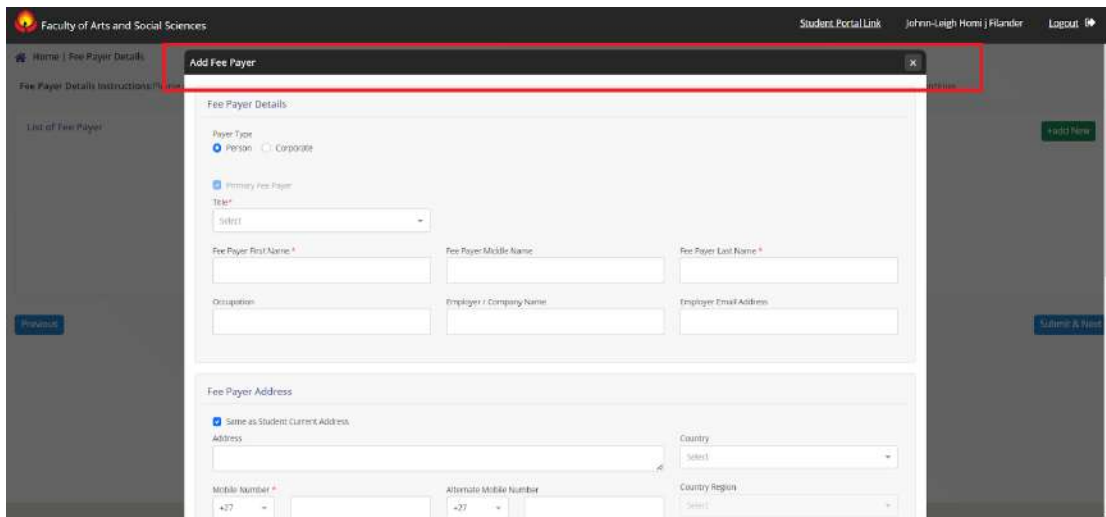 Faculty of Arts and Social Sciences
Student Portal Link Johnn-Leigh Homi j Filander Logout
Home | Fee Payer Details
Add Fee Payer
x
Fee Payer Details Instructions:Please
Fee Payer Details
List of Fee Payer
+add New
Payer Type
Person Corporate
Primary Fee Payer
Title*
Select
Fee Payer First Name * Fee Payer Middle Name Fee Payer Last Name *
Occupation Employer / Company Name Employer Email Address
Previous
Submit & Next
Fee Payer Address
Same as Student Current Address
Address Country
Select
Mobile Number * Alternate Mobile Number Country Region
+27 +27 Select